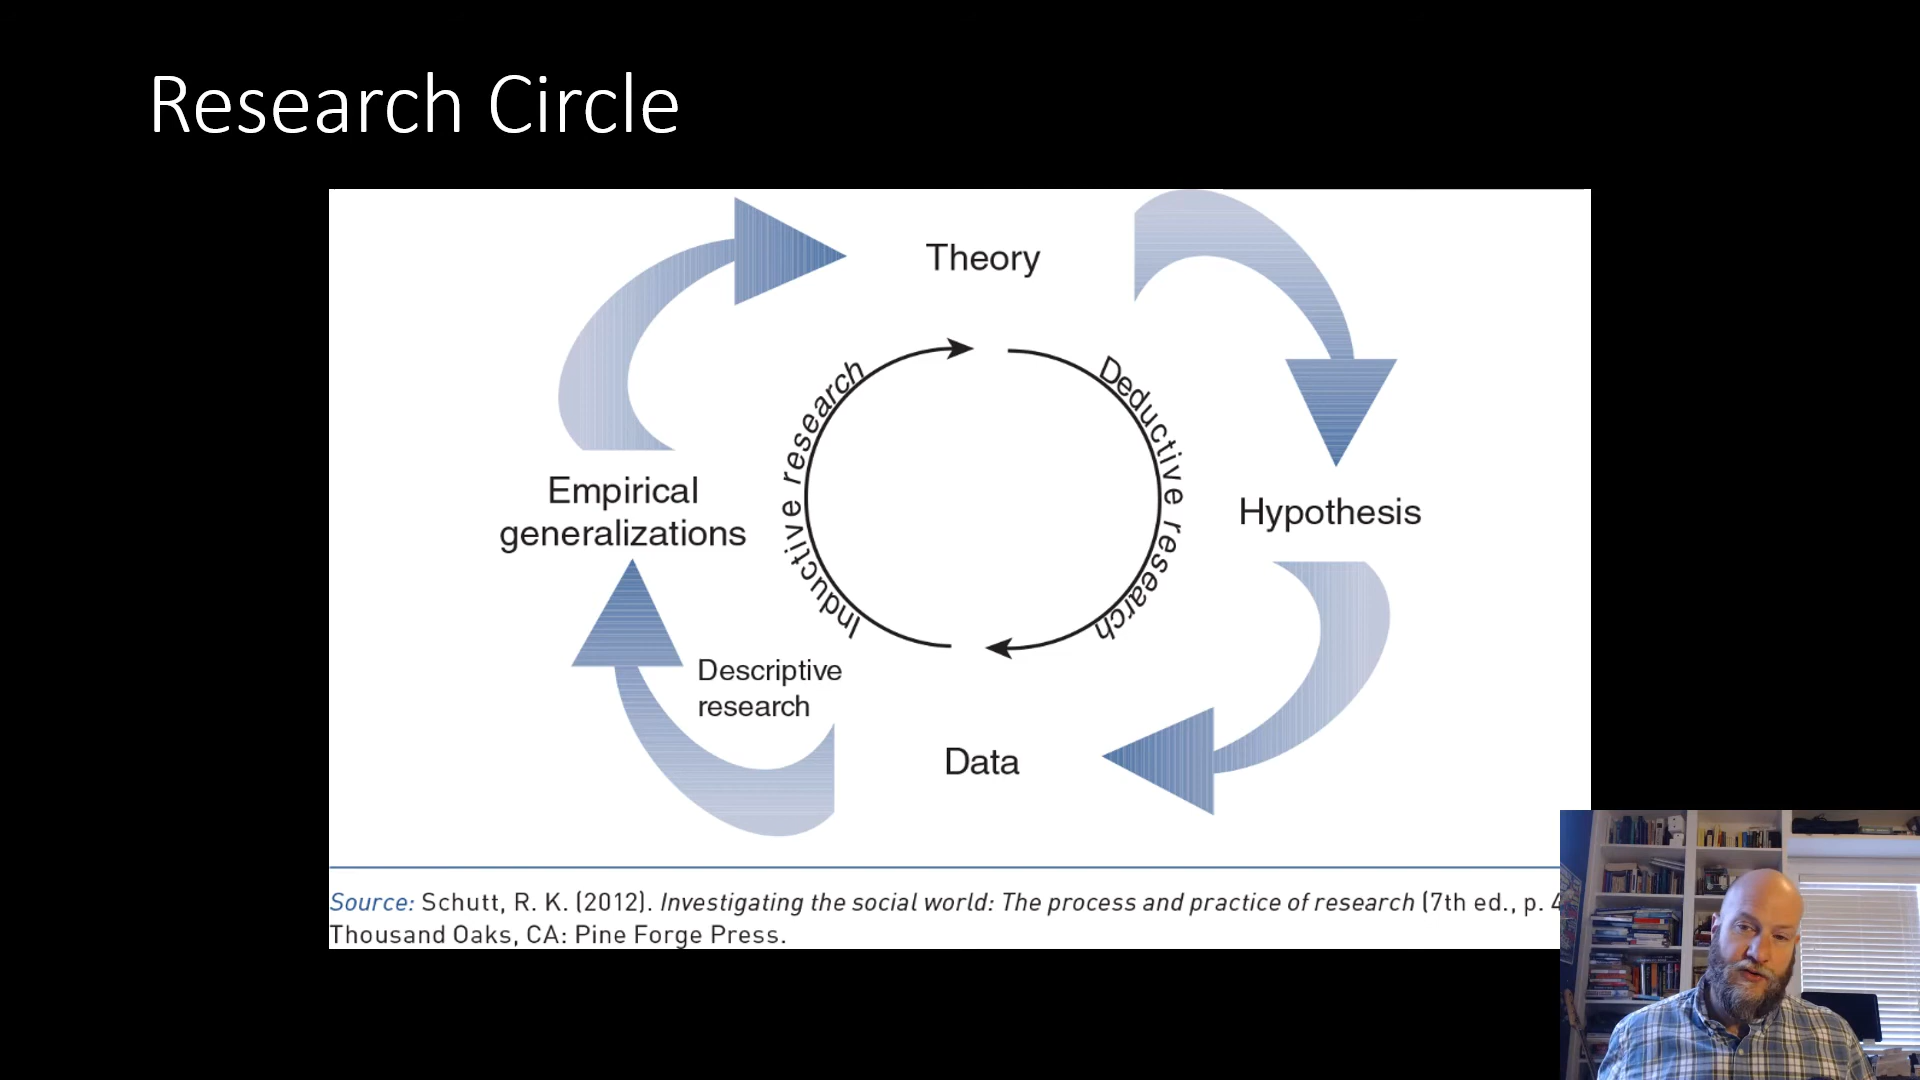 Research Circle
Theory
Inductive research
Deductive research
Empirical
generalizations
Hypothesis
Descriptive
research
Data
Source: Schutt, R. K. (2012). Investigating the social world: The process and practice of research (7th ed., p.
Thousand Oaks, CA: Pine Forge Press.